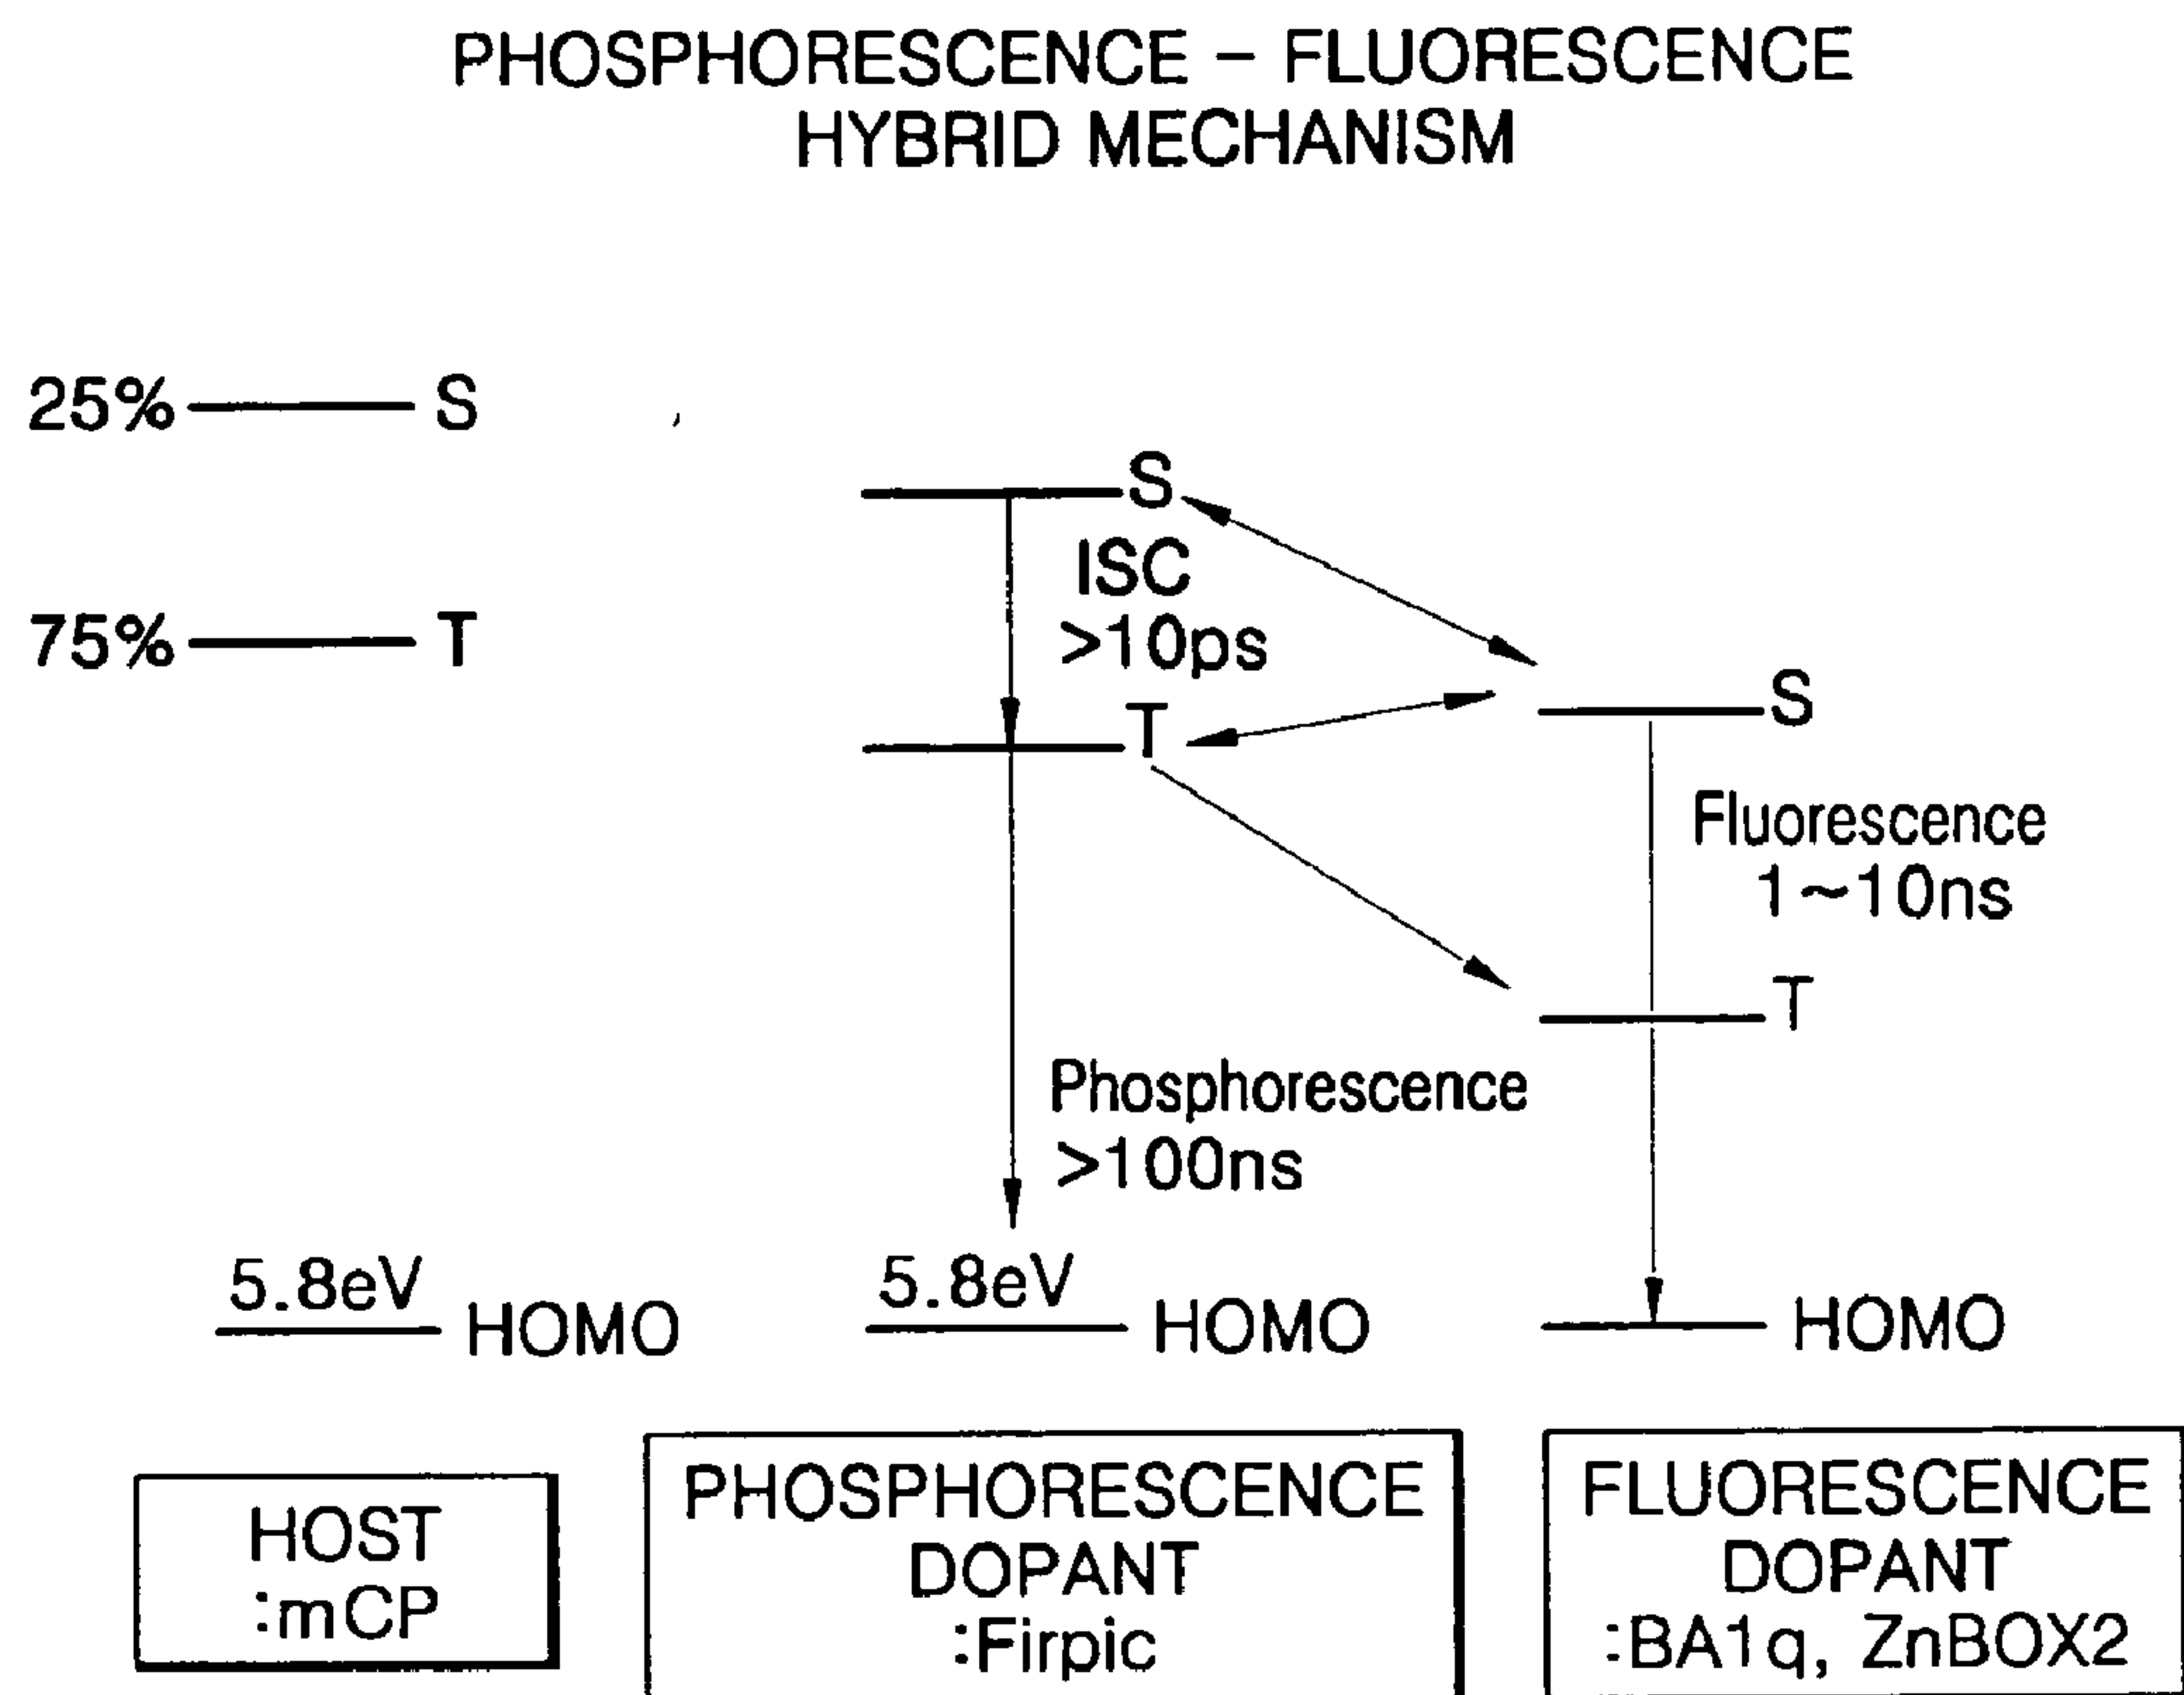 PHOSPHORESCENCE – FLUORESCENCE
HYBRID MECHANISM
25% S
75% T
S
ISC
>10ps
T
S
Fluorescence
1~10ns
T
Phosphorescence
>100ns
5.8eV
HOMO
5.8eV
HOMO
HOMO
HOST
:mCP
PHOSPHORESCENCE
DOPANT
:Firpic
FLUORESCENCE
DOPANT
:BA1q, ZnBOX2